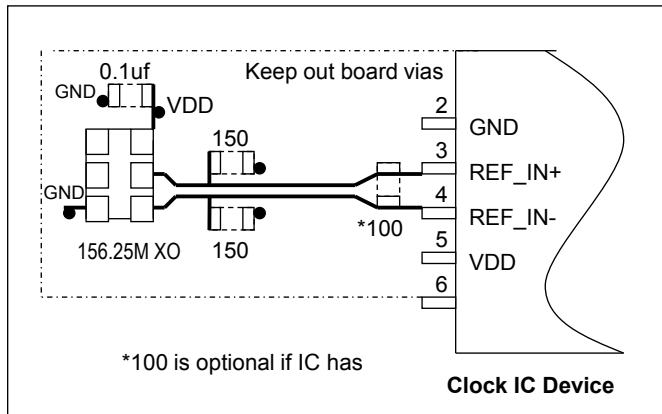 0.1uf
Keep out board vias
GND
VDD
2
GND
150
3
REF_IN+
GND
4
REF_IN-
*100
156.25M XO
150
5
VDD
6
*100 is optional if IC has
Clock IC Device